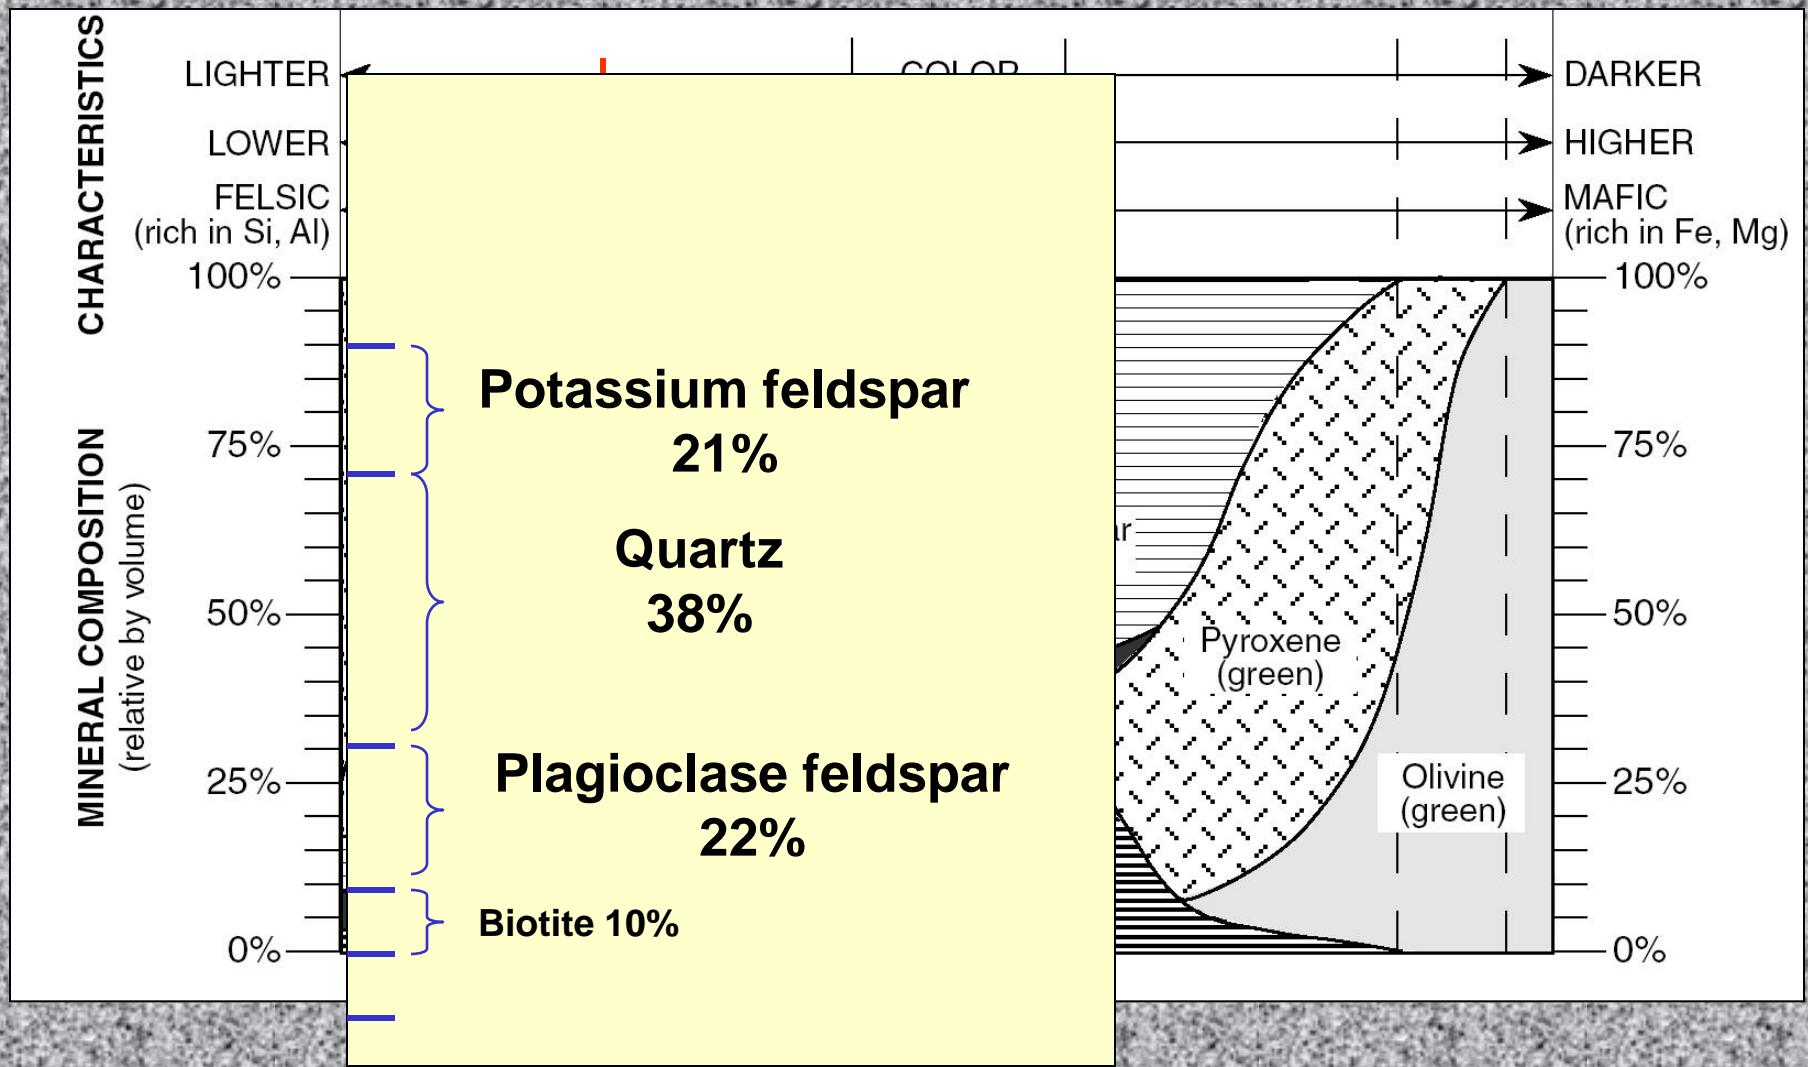 CHARACTERISTICS
LIGHTER
COLOR
DARKER
LOWER
HIGHER
FELSIC
(rich in Si, Al)
MAFIC
(rich in Fe, Mg)
MINERAL COMPOSITION
(relative by volume)
100%
75%
50%
25%
0%
Potassium feldspar
21%
Quartz
38%
Plagioclase feldspar
22%
Biotite 10%
Pyroxene
(green)
Olivine
(green)
100%
75%
50%
25%
0%